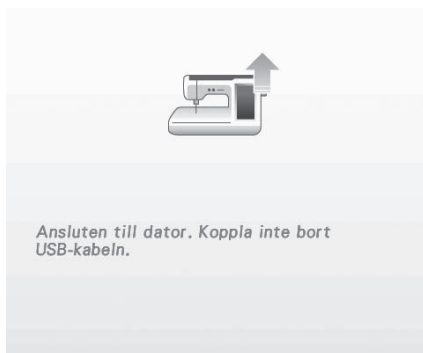 Ansluten till dator. Koppla inte bort
USB-kabeln.